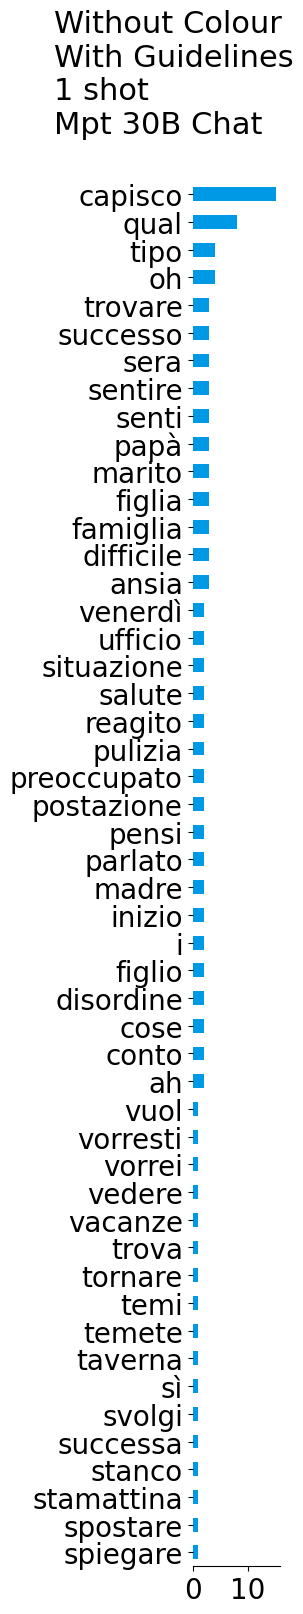 Without Colour
With Guidelines
1 shot
Mpt 30B Chat
capisco
qual
tipo
oh
trovare
successo
sera
sentire
senti
papà
marito
figlia
famiglia
difficile
ansia
venerdì
ufficio
situazione
salute
reagito
pulizia
preoccupato
postazione
pensi
parlato
madre
inizio
i
figlio
disordine
cose
conto
ah
vuol
vorresti
vorrei
vedere
vacanze
trova
tornare
temi
temete
taverna
sì
svolgi
successa
stanco
stamattina
spostare
spiegare
0 10